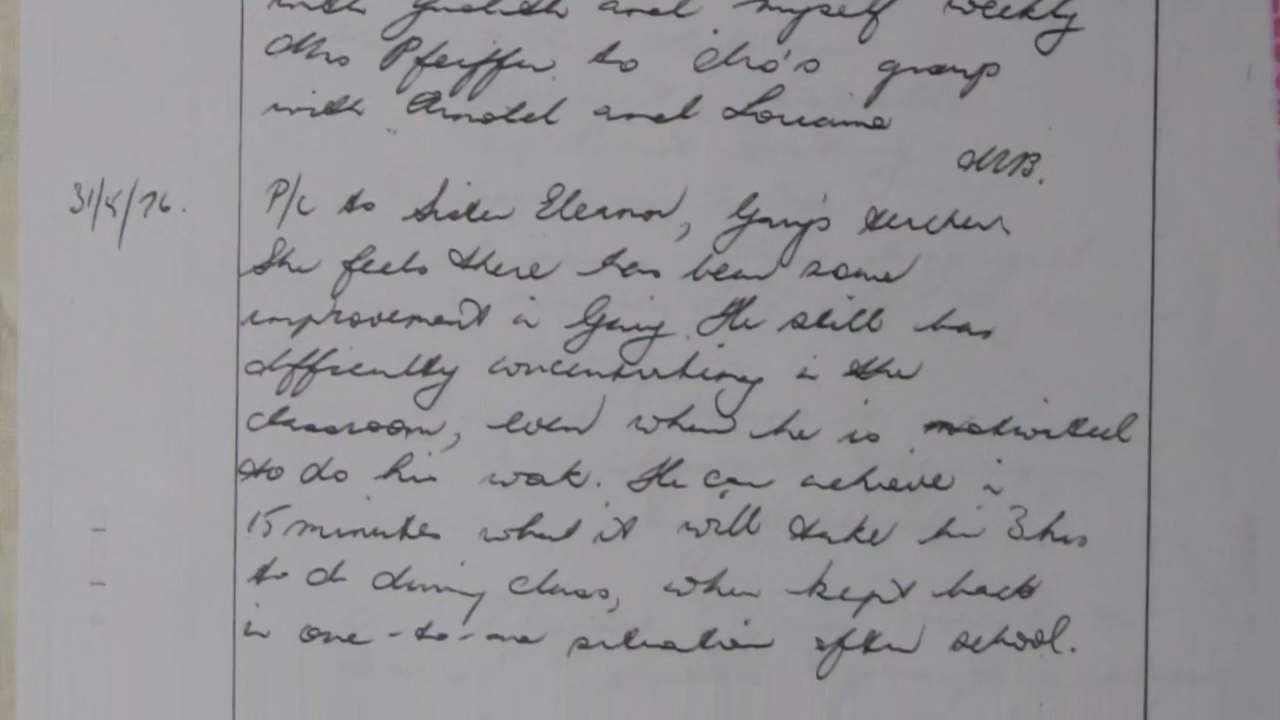 with Judith and myself weekly
Mrs Pfeiffer to Mo's group
with Arnold and Lorraine
MB.
31/5/76. P/c to Sister Eleanor, Gary's teacher.
She feels there has been some
improvement in Gary. He still has
difficulty concentrating in the
classroom, even when he is motivated
to do his work. He can achieve in
15 minutes what it will take him 3 hrs
to do during class, when kept back
in one-to-one situation after school.